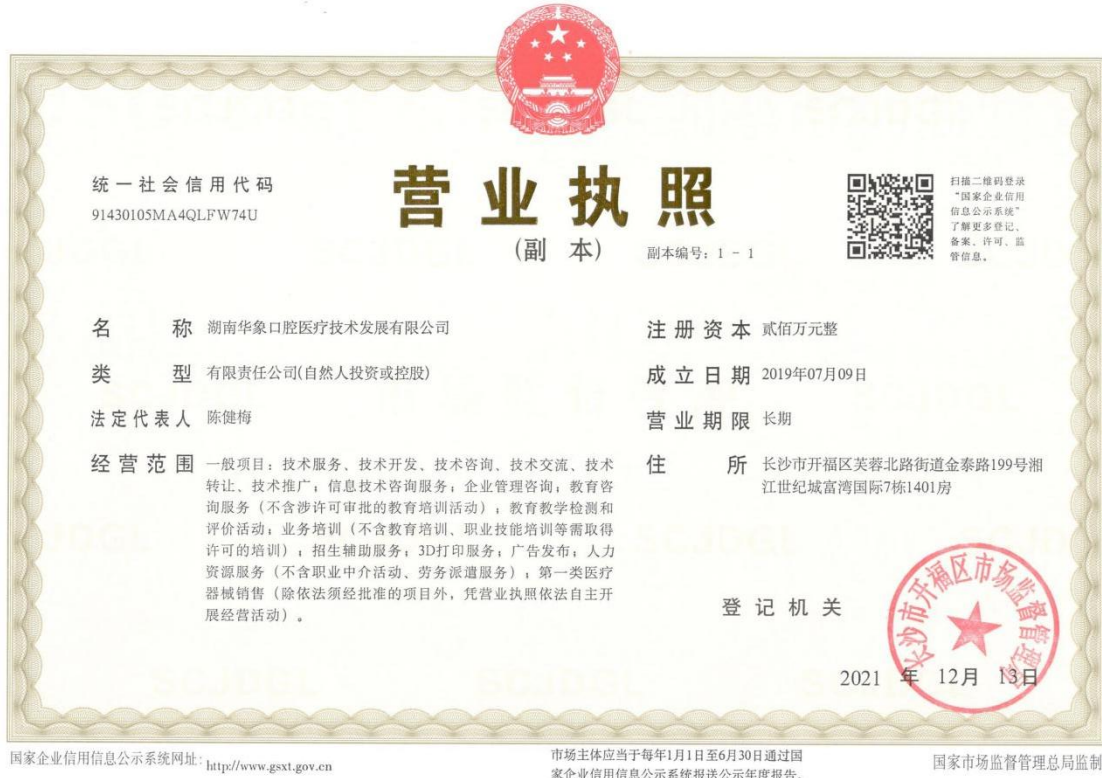 营业执照
(副 本)
副本编号：1 - 1
统一社会信用代码
91430105MA4QLFW74U
扫描二维码登录
“国家企业信用
信息公示系统”
了解更多登记、
备案、许可、监
管信息。
名 称 湖南华象口腔医疗技术发展有限公司
类 型 有限责任公司(自然人投资或控股)
法定代表人 陈健梅
经营范围 一般项目：技术服务、技术开发、技术咨询、技术交流、技术
转让、技术推广；信息技术咨询服务；企业管理咨询；教育咨
询服务（不含涉许可审批的教育培训活动）；教育教学检测和
评价活动；业务培训（不含教育培训、职业技能培训等需取得
许可的培训）；招生辅助服务；3D打印服务；广告发布；人力
资源服务（不含职业中介活动、劳务派遣服务）；第一类医疗
器械销售（除依法须经批准的项目外，凭营业执照依法自主开
展经营活动）。
注册资本 贰佰万元整
成立日期 2019年07月09日
营业期限 长期
住 所 长沙市开福区芙蓉北路街道金泰路199号湘
江世纪城富湾国际7栋1401房
登记机关
长沙市开福区市场监督管理局
2021 年 12月 13日
国家企业信用信息公示系统网址：http://www.gsxt.gov.cn
市场主体应当于每年1月1日至6月30日通过国
家企业信用信息公示系统报送公示年度报告。
国家市场监督管理总局监制